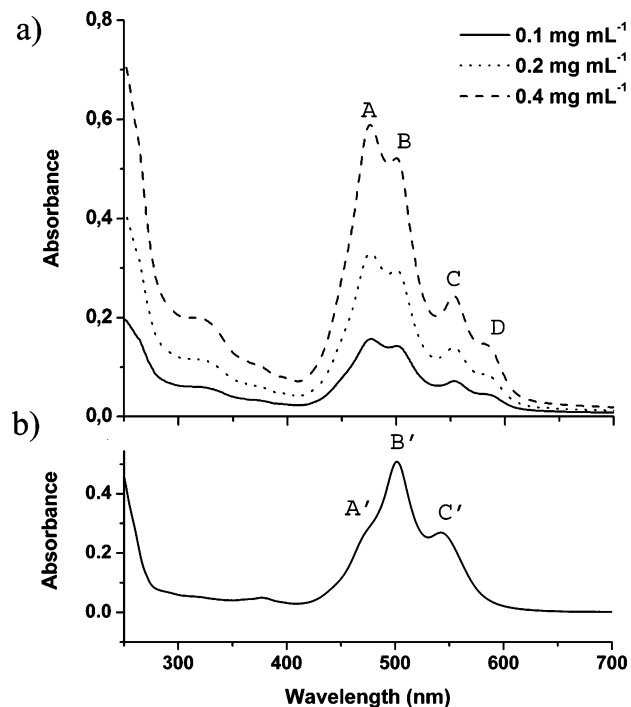 a)
0.1 mg mL⁻¹
0.2 mg mL⁻¹
0.4 mg mL⁻¹
0,8
0,6
0,4
0,2
0,0
Absorbance
A
B
C
D
b)
0.4
0.2
0.0
Absorbance
A'
B'
C'
300
400
500
600
700
Wavelength (nm)